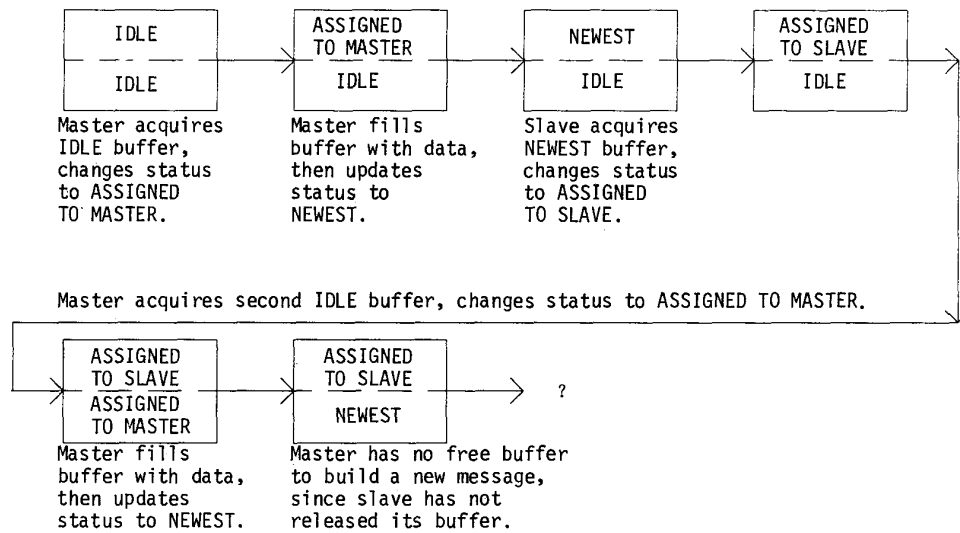 IDLE
IDLE
Master acquires
IDLE buffer,
changes status
to ASSIGNED
TO MASTER.
ASSIGNED
TO MASTER
IDLE
Master fills
buffer with data,
then updates
status to
NEWEST.
NEWEST
IDLE
Slave acquires
NEWEST buffer,
changes status
to ASSIGNED
TO SLAVE.
ASSIGNED
TO SLAVE
IDLE
Master acquires second IDLE buffer, changes status to ASSIGNED TO MASTER.
ASSIGNED
TO SLAVE
ASSIGNED
TO MASTER
Master fills
buffer with data,
then updates
status to NEWEST.
ASSIGNED
TO SLAVE
NEWEST
Master has no free buffer
to build a new message,
since slave has not
released its buffer.
?